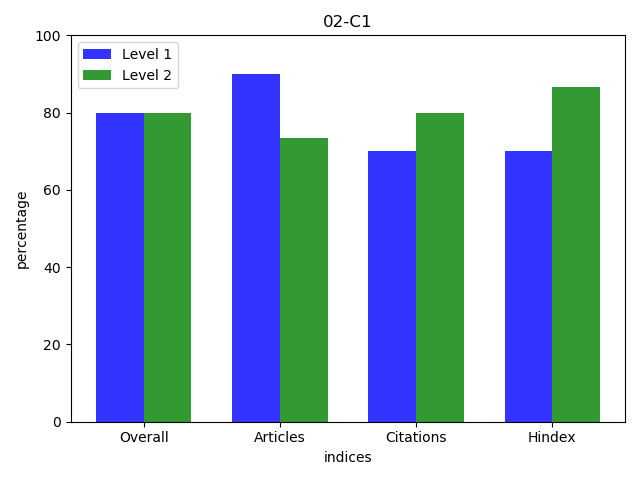 02-C1
Level 1
Level 2
100
80
60
40
20
0
percentage
Overall Articles Citations Hindex
indices